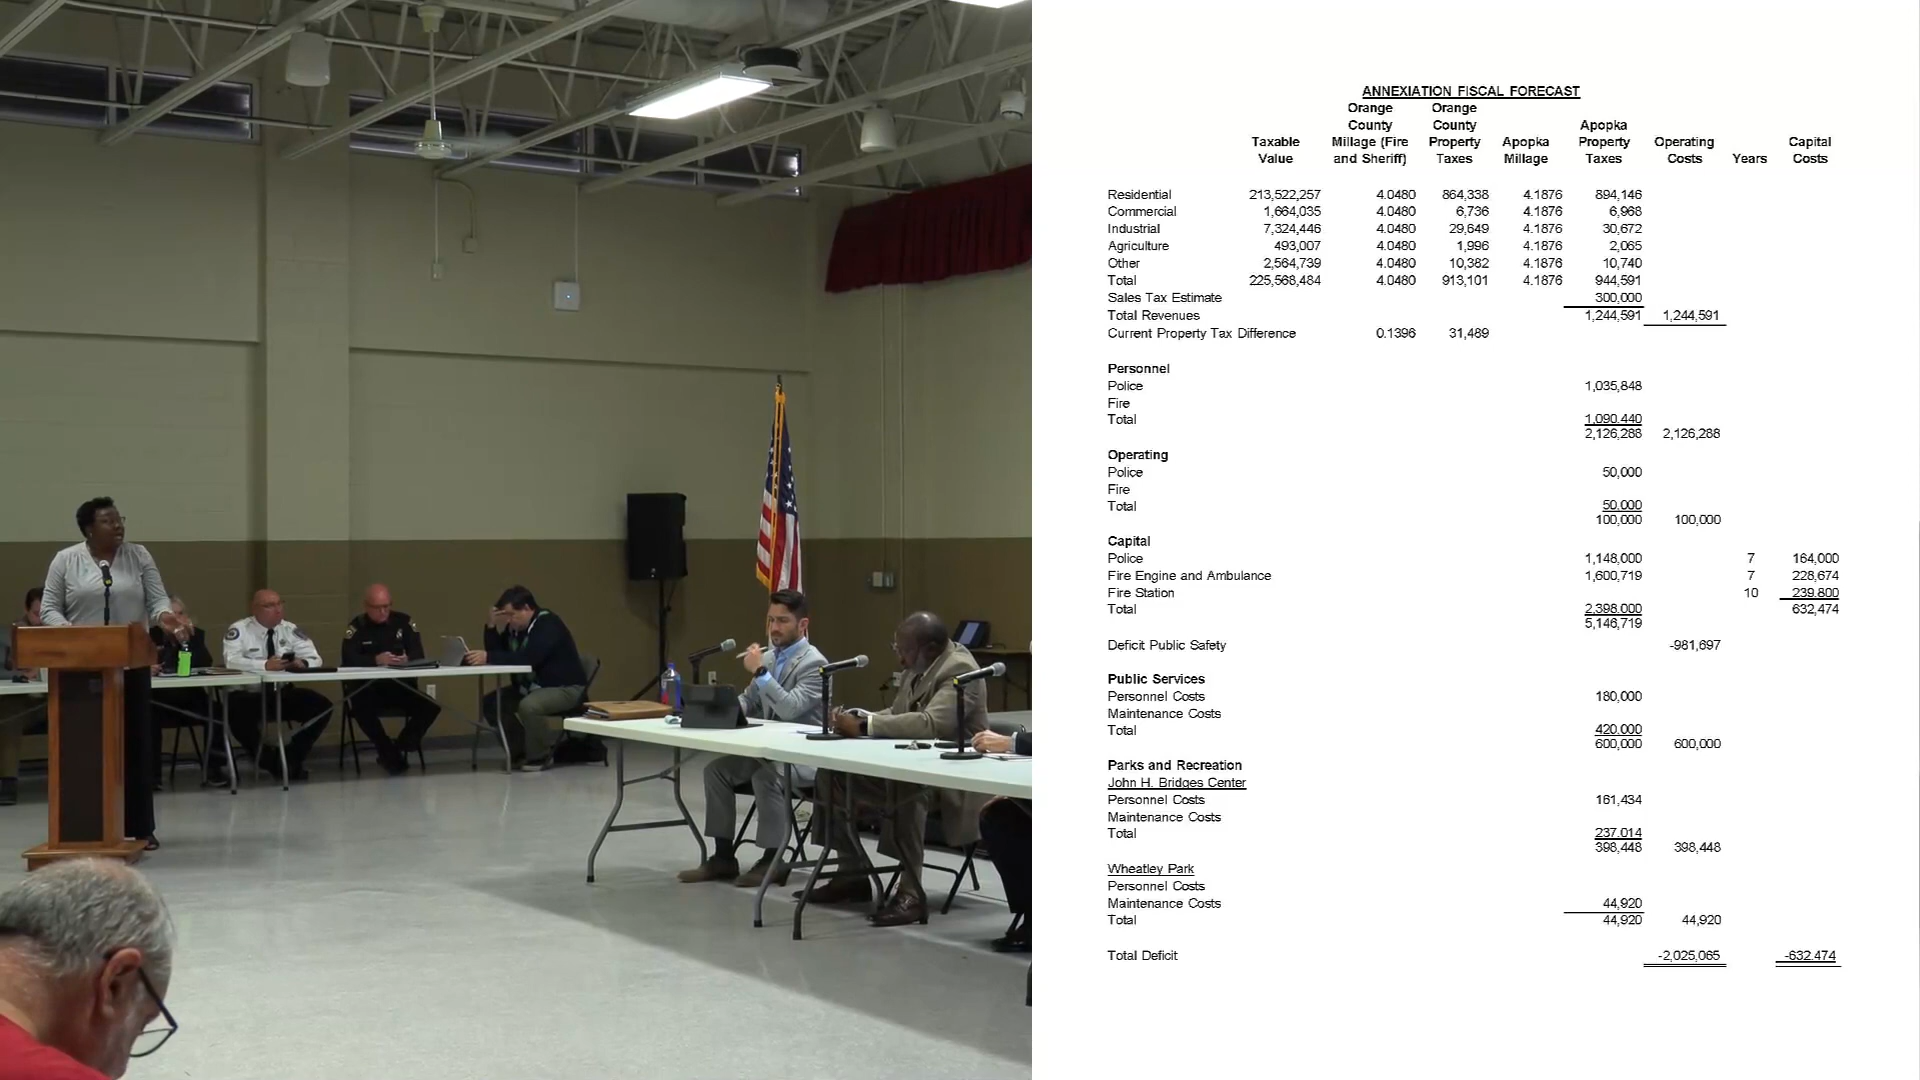 ANNEXIATION FISCAL FORECAST
Taxable Value Orange County Millage (Fire and Sheriff) Orange County Property Taxes Apopka Millage Apopka Property Taxes Operating Costs Years Capital Costs
Residential 213,522,257 4.0480 864,338 4.1876 894,146
Commercial 1,664,035 4.0480 6,736 4.1876 6,968
Industrial 7,324,446 4.0480 29,649 4.1876 30,672
Agriculture 493,007 4.0480 1,996 4.1876 2,065
Other 2,564,739 4.0480 10,382 4.1876 10,740
Total 225,568,484 4.0480 913,101 4.1876 944,591
Sales Tax Estimate 300,000
Total Revenues 1,244,591 1,244,591
Current Property Tax Difference 0.1396 31,489
Personnel
Police 1,035,848
Fire
Total 1,090.440
2,126,288 2,126,288
Operating
Police 50,000
Fire
Total 50.000
100,000 100,000
Capital
Police 1,148,000 7 164,000
Fire Engine and Ambulance 1,600,719 7 228,674
Fire Station 10 239.800
Total 2,398.000 632,474
5,146,719
Deficit Public Safety -981,697
Public Services
Personnel Costs 180,000
Maintenance Costs
Total 420.000
600,000 600,000
Parks and Recreation
John H. Bridges Center
Personnel Costs 161,434
Maintenance Costs
Total 237.014
398,448 398,448
Wheatley Park
Personnel Costs
Maintenance Costs 44,920
Total 44,920 44,920
Total Deficit -2,025,065 -632.474